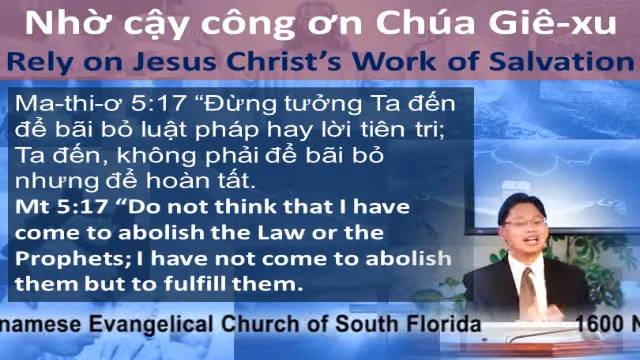 Nhờ cậy công ơn Chúa Giê-xu
Rely on Jesus Christ’s Work of Salvation
Ma-thi-ơ 5:17 “Đừng tưởng Ta đến
để bãi bỏ luật pháp hay lời tiên tri;
Ta đến, không phải để bãi bỏ
nhưng để hoàn tất.
Mt 5:17 “Do not think that I have
come to abolish the Law or the
Prophets; I have not come to abolish
them but to fulfill them.
namese Evangelical Church of South Florida 1600 N